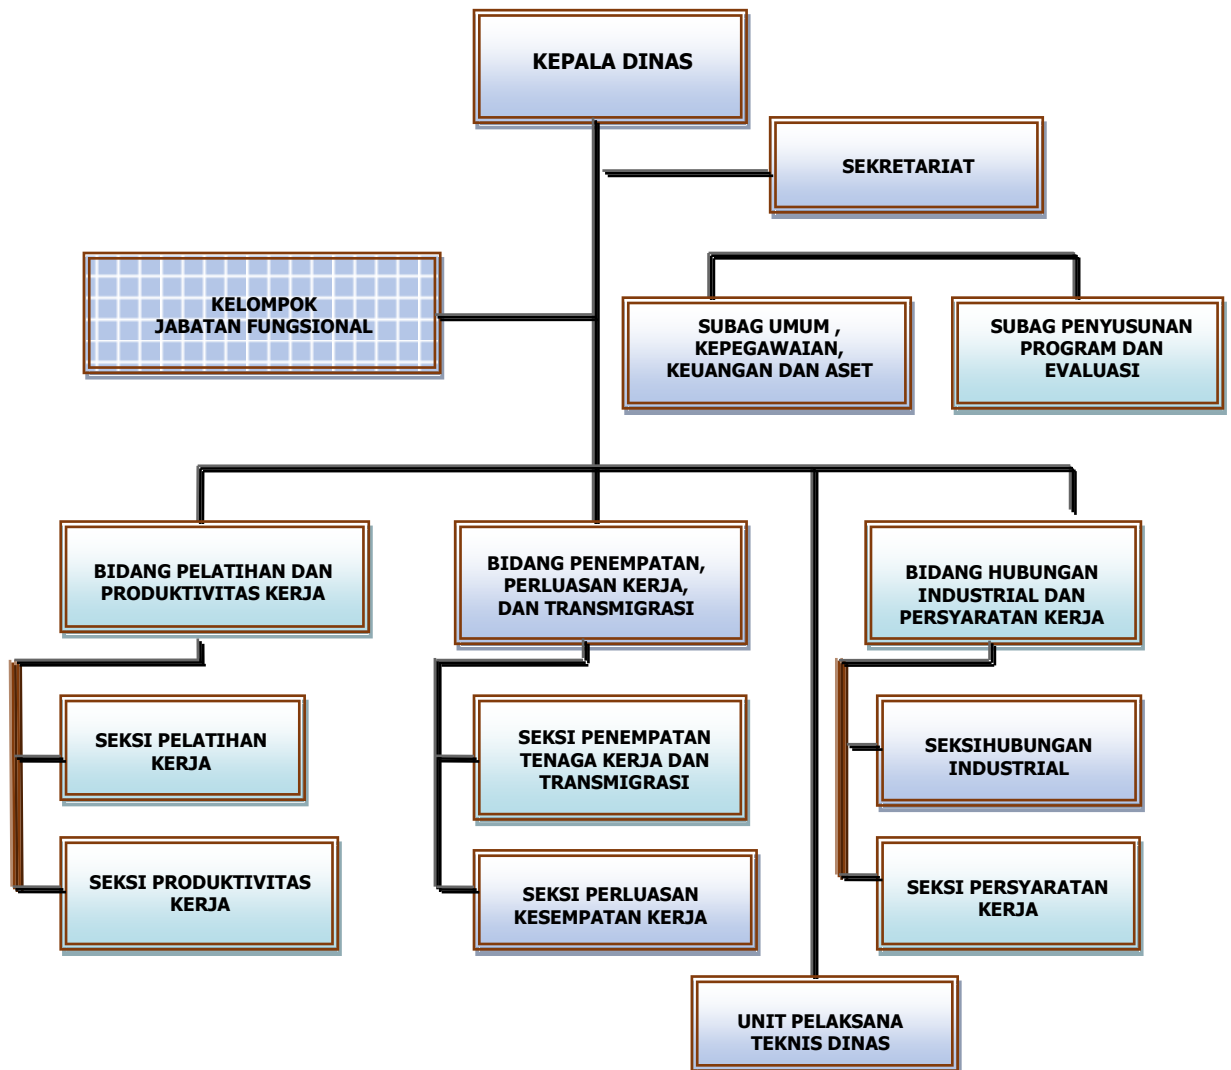 KEPALA DINAS
SEKRETARIAT
KELOMPOK
JABATAN FUNGSIONAL
SUBAG UMUM ,
KEPEGAWAIAN,
KEUANGAN DAN ASET
SUBAG PENYUSUNAN
PROGRAM DAN
EVALUASI
BIDANG PELATIHAN DAN
PRODUKTIVITAS KERJA
BIDANG PENEMPATAN,
PERLUASAN KERJA,
DAN TRANSMIGRASI
BIDANG HUBUNGAN
INDUSTRIAL DAN
PERSYARATAN KERJA
SEKSI PELATIHAN
KERJA
SEKSI PENEMPATAN
TENAGA KERJA DAN
TRANSMIGRASI
SEKSIHUBUNGAN
INDUSTRIAL
SEKSI PRODUKTIVITAS
KERJA
SEKSI PERLUASAN
KESEMPATAN KERJA
SEKSI PERSYARATAN
KERJA
UNIT PELAKSANA
TEKNIS DINAS